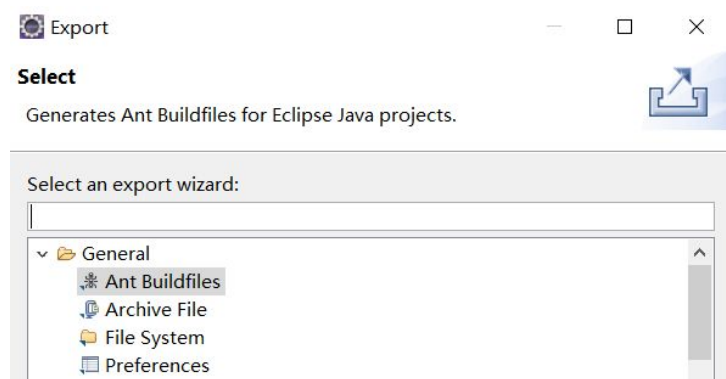 Export
Select
Generates Ant Buildfiles for Eclipse Java projects.
Select an export wizard:
General
Ant Buildfiles
Archive File
File System
Preferences